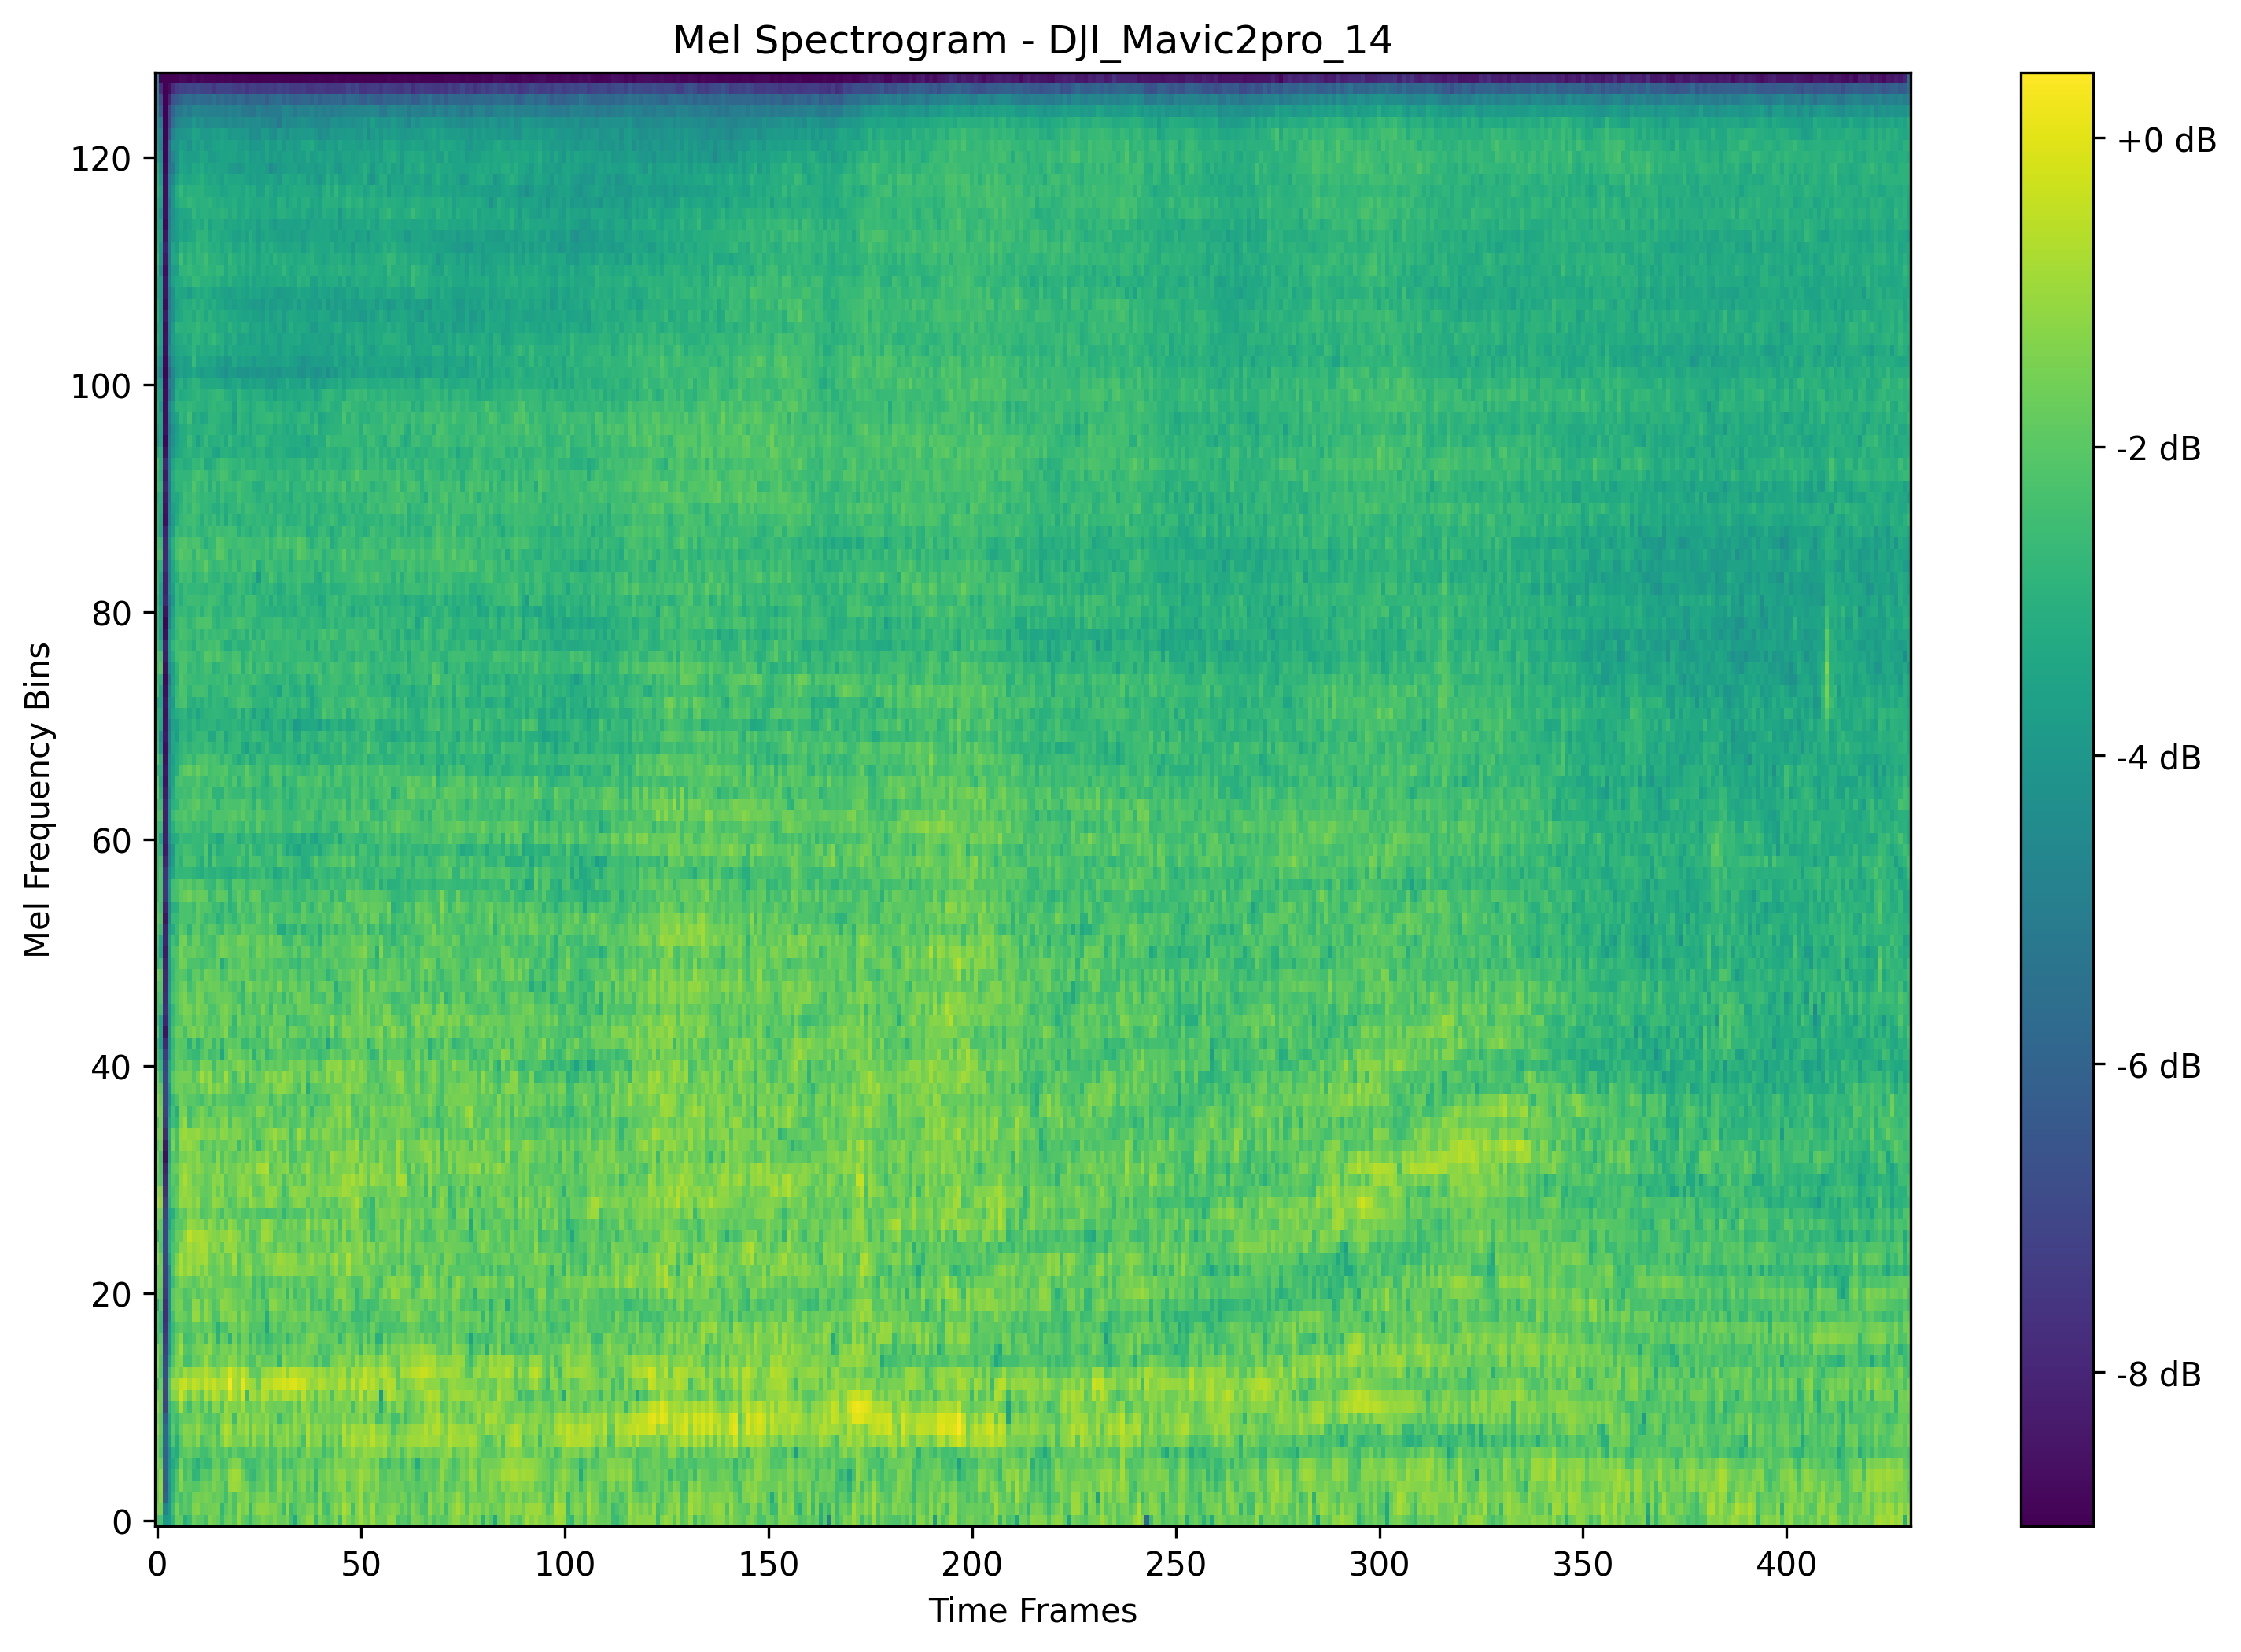 Mel Spectrogram - DJI_Mavic2pro_14
Mel Frequency Bins
120
100
80
60
40
20
0
0 50 100 150 200 250 300 350 400
Time Frames
+0 dB
-2 dB
-4 dB
-6 dB
-8 dB